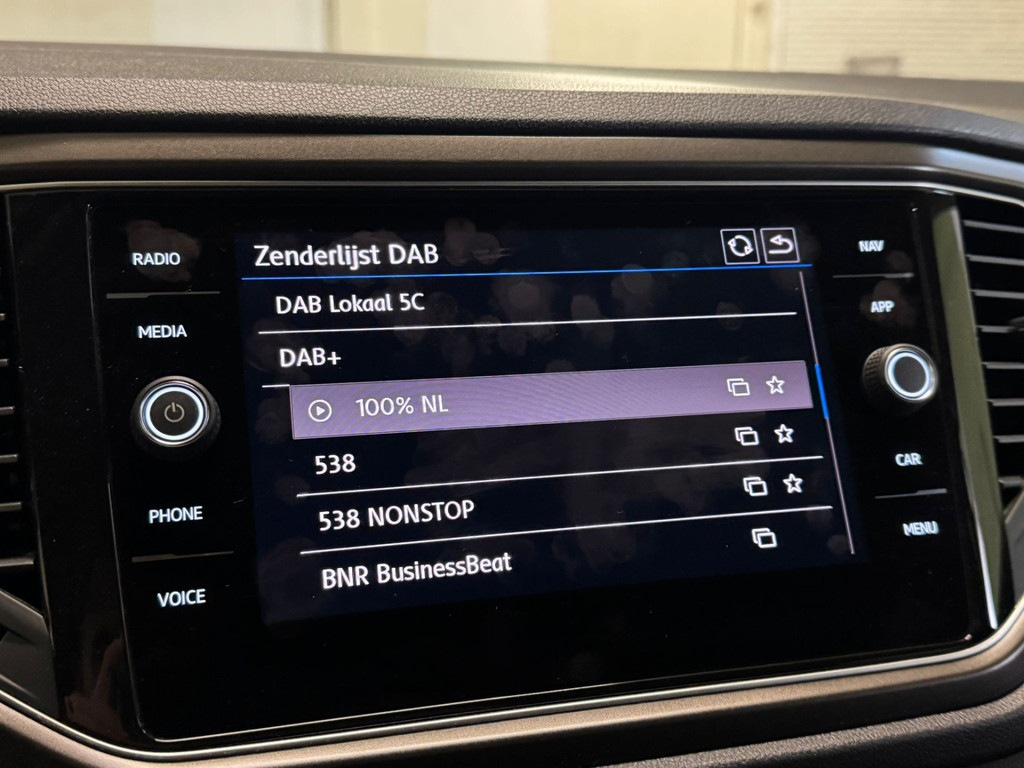 RADIO
MEDIA
PHONE
VOICE
Zenderlijst DAB
DAB Lokaal 5C
DAB+
100% NL
538
538 NONSTOP
BNR BusinessBeat
NAV
APP
CAR
MENU